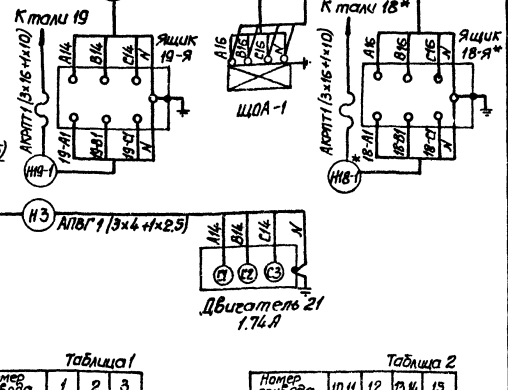 К тали 19
А14
В14
С14
N
Ящик
19-Я
АКРПТ1/3×16+1×10)
19-А1
19-В1
19-С1
N
Н19-1
А16
В16
С16
N
ЩОА-1
К тали 18*
А16
В16
С16
N
Ящик
18-Я*
АКРПТ1/3×16+1×10)
18-А1
18-В1
18-С1
N
Н18-1
*
Н3
АПВГ1/3×4+1×2,5)
А14
В14
С14
N
С1
С2
С3
Двигатель 21
1.74А
Таблица 1
Таблица 2
1 2 3
Номер
10,11 12 13,14 15